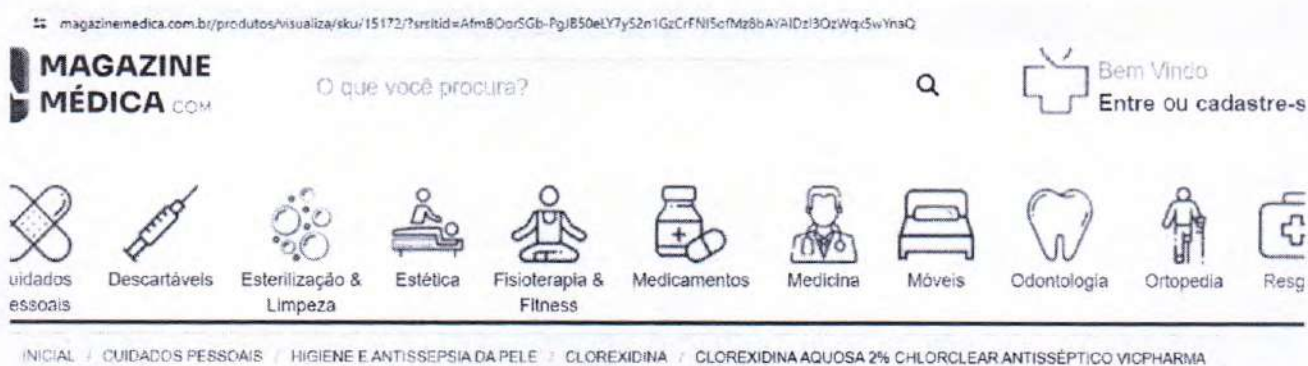 magazinemedica.com.br/produtos/visualiza/sku/15172/?srsltid=
MAGAZINE
MÉDICA COM
O que você procura?
Bem Vindo
Entre ou cadastre-s
uidados
essoais
Descartáveis
Esterilização &
Limpeza
Estética
Fisioterapia &
Fitness
Medicamentos
Medicina
Móveis
Odontologia
Ortopedia
Resg
INICIAL / CUIDADOS PESSOAIS / HIGIENE E ANTISSEPSIA DA PELE / CLOREXIDINA / CLOREXIDINA AQUOSA 2% CHLORCLEAR ANTISSÉPTICO VICPHARMA